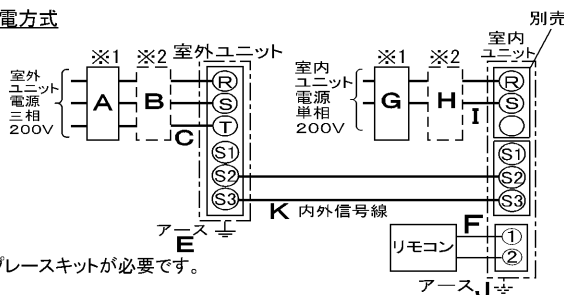 電方式
別売
※1 ※2 室外ユニット
※1 ※2
室内
ユニット
室外
ユニット
電源
三相
200V
A B C
R
S
T
S1
S2
S3
室内
ユニット
電源
単相
200V
G H I
R
S
S1
S2
S3
K 内外信号線
アース
E
F
リモコン
1
2
プレースキットが必要です。
アース J